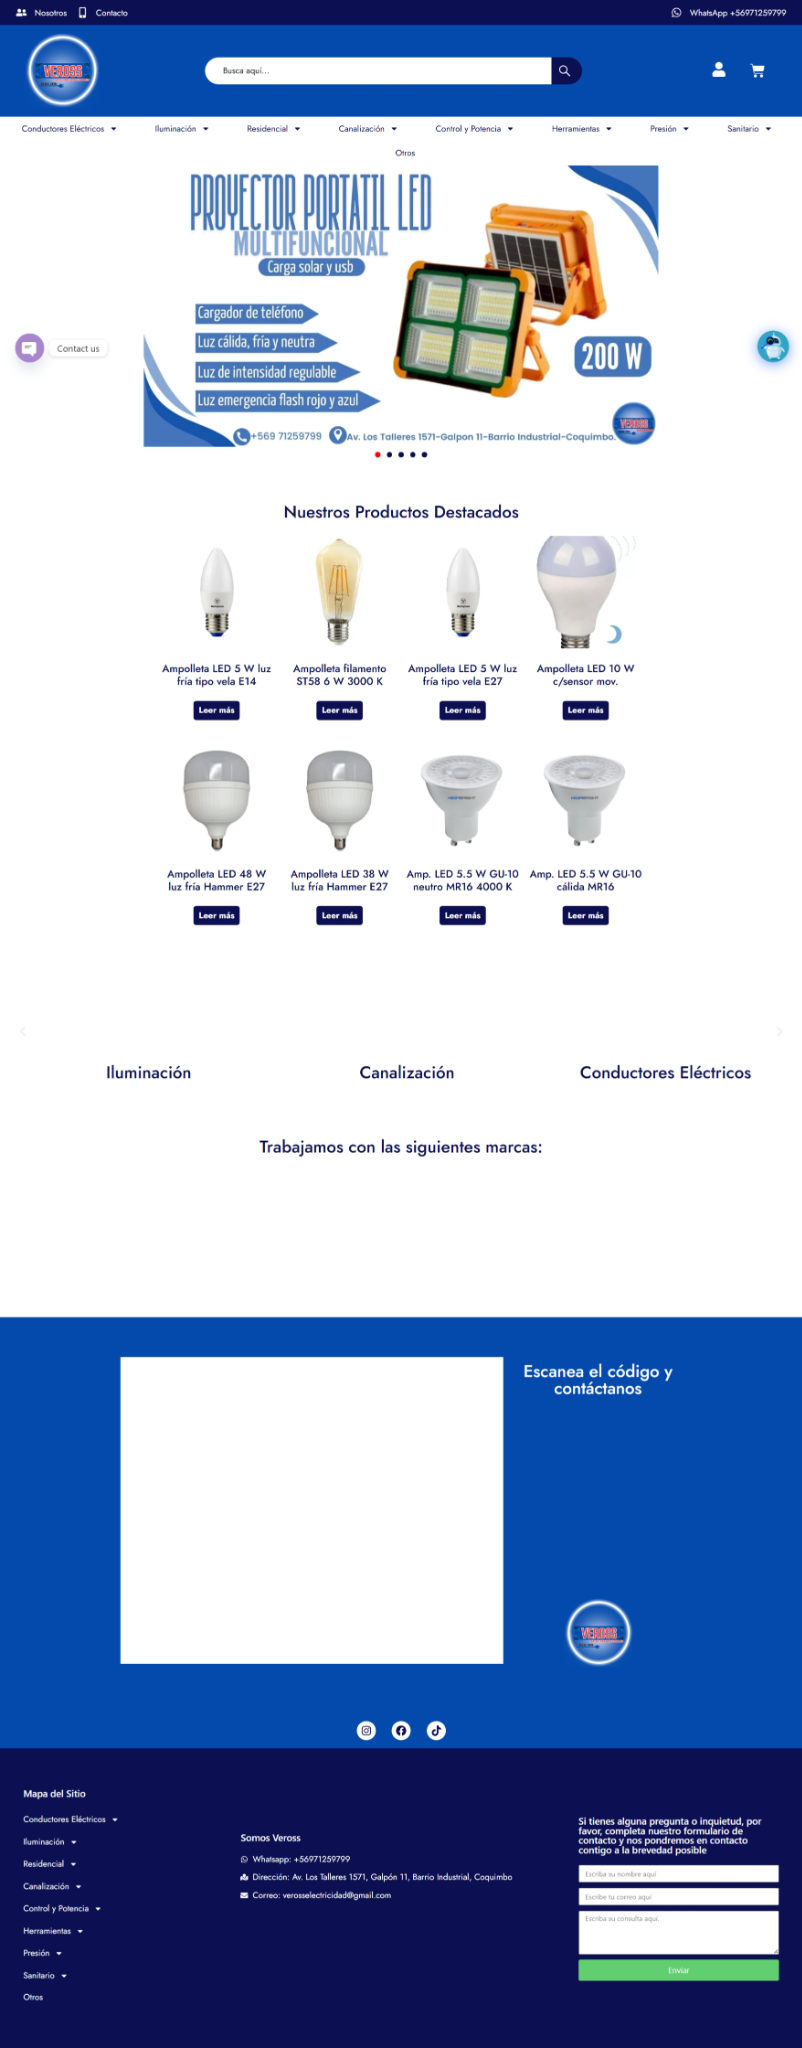 Nosotros
Contacto
WhatsApp +56971259799
VEROSS
Busca aquí...
Conductores Eléctricos
Iluminación
Residencial
Canalización
Control y Potencia
Herramientas
Presión
Sanitario
Otros
PROYECTOR PORTATIL LED
MULTIFUNCIONAL
Carga solar y usb
Cargador de teléfono
Luz cálida, fría y neutra
Luz de intensidad regulable
Luz emergencia flash rojo y azul
200 W
+569 71259799
Av. Los Talleres 1571-Galpon 11-Barrio Industrial-Coquimbo.
VEROSS
Contact us
Nuestros Productos Destacados
Ampolleta LED 5 W luz
fría tipo vela E14
Leer más
Ampolleta filamento
ST58 6 W 3000 K
Leer más
Ampolleta LED 5 W luz
fría tipo vela E27
Leer más
Ampolleta LED 10 W
c/sensor mov.
Leer más
Ampolleta LED 48 W
luz fría Hammer E27
Leer más
Ampolleta LED 38 W
luz fría Hammer E27
Leer más
Amp. LED 5.5 W GU-10
neutro MR16 4000 K
Leer más
Amp. LED 5.5 W GU-10
cálida MR16
Leer más
Iluminación
Canalización
Conductores Eléctricos
Trabajamos con las siguientes marcas:
Escanea el código y
contáctanos
VEROSS
Mapa del Sitio
Conductores Eléctricos
Iluminación
Residencial
Canalización
Control y Potencia
Herramientas
Presión
Sanitario
Otros
Somos Veross
Whatsapp: +56971259799
Dirección: Av. Los Talleres 1571, Galpón 11, Barrio Industrial, Coquimbo
Correo: verosselectricidad@gmail.com
Si tienes alguna pregunta o inquietud, por
favor, completa nuestro formulario de
contacto y nos pondremos en contacto
contigo a la brevedad posible
Escriba su nombre aquí
Escribe tu correo aquí
Escriba su consulta aquí.
Enviar